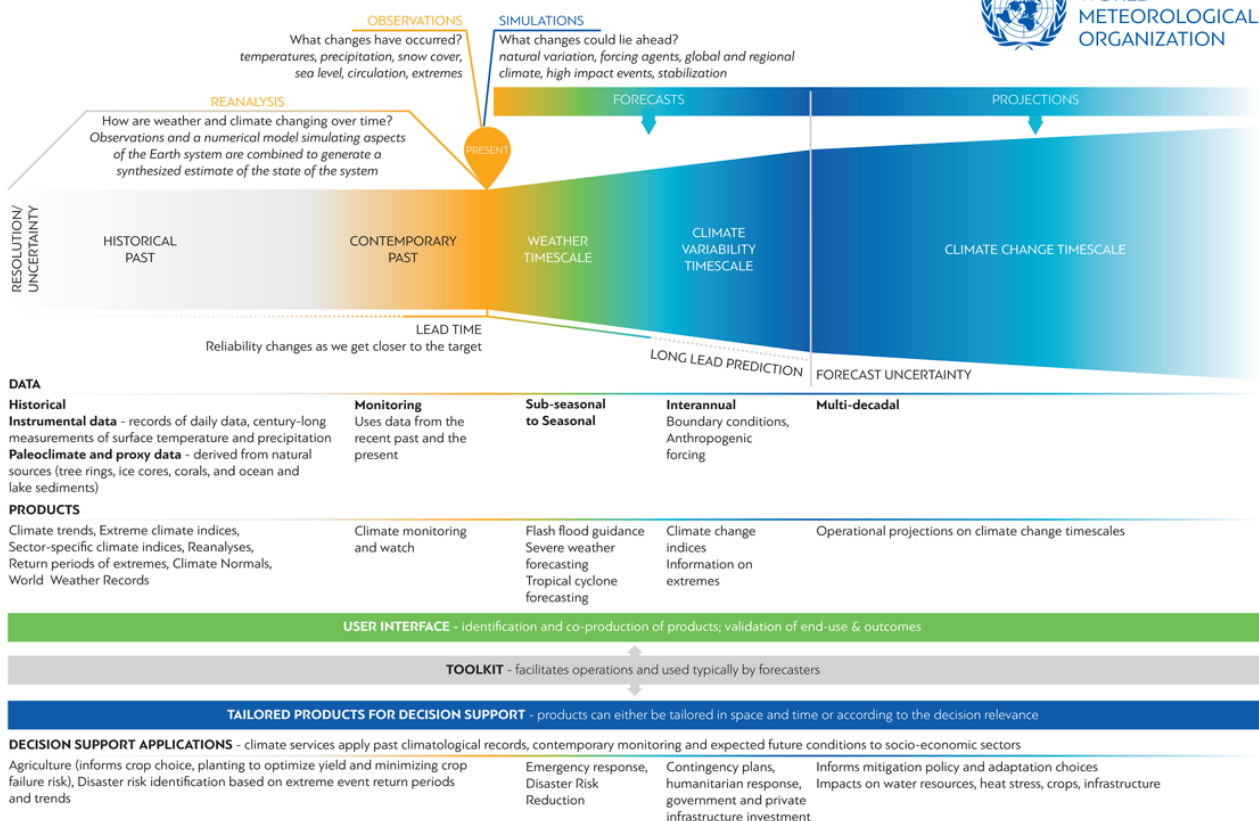 METEOROLOGICAL
ORGANIZATION
OBSERVATIONS
What changes have occurred?
temperatures, precipitation, snow cover,
sea level, circulation, extremes
SIMULATIONS
What changes could lie ahead?
natural variation, forcing agents, global and regional
climate, high impact events, stabilization
REANALYSIS
How are weather and climate changing over time?
Observations and a numerical model simulating aspects
of the Earth system are combined to generate a
synthesized estimate of the state of the system
FORECASTS
PROJECTIONS
PRESENT
RESOLUTION/
UNCERTAINTY
HISTORICAL
PAST
CONTEMPORARY
PAST
WEATHER
TIMESCALE
CLIMATE
VARIABILITY
TIMESCALE
CLIMATE CHANGE TIMESCALE
LEAD TIME
Reliability changes as we get closer to the target
LONG LEAD PREDICTION
FORECAST UNCERTAINTY
DATA
Historical
Instrumental data - records of daily data, century-long
measurements of surface temperature and precipitation
Paleoclimate and proxy data - derived from natural
sources (tree rings, ice cores, corals, and ocean and
lake sediments)
Monitoring
Uses data from the
recent past and the
present
Sub-seasonal
to Seasonal
Interannual
Boundary conditions,
Anthropogenic
forcing
Multi-decadal
PRODUCTS
Climate trends, Extreme climate indices,
Sector-specific climate indices, Reanalyses,
Return periods of extremes, Climate Normals,
World Weather Records
Climate monitoring
and watch
Flash flood guidance
Severe weather
forecasting
Tropical cyclone
forecasting
Climate change
indices
Information on
extremes
Operational projections on climate change timescales
USER INTERFACE - identification and co-production of products; validation of end-use & outcomes
TOOLKIT - facilitates operations and used typically by forecasters
TAILORED PRODUCTS FOR DECISION SUPPORT - products can either be tailored in space and time or according to the decision relevance
DECISION SUPPORT APPLICATIONS - climate services apply past climatological records, contemporary monitoring and expected future conditions to socio-economic sectors
Agriculture (informs crop choice, planting to optimize yield and minimizing crop
failure risk), Disaster risk identification based on extreme event return periods
and trends
Emergency response,
Disaster Risk
Reduction
Contingency plans,
humanitarian response,
government and private
infrastructure investment
Informs mitigation policy and adaptation choices
Impacts on water resources, heat stress, crops, infrastructure